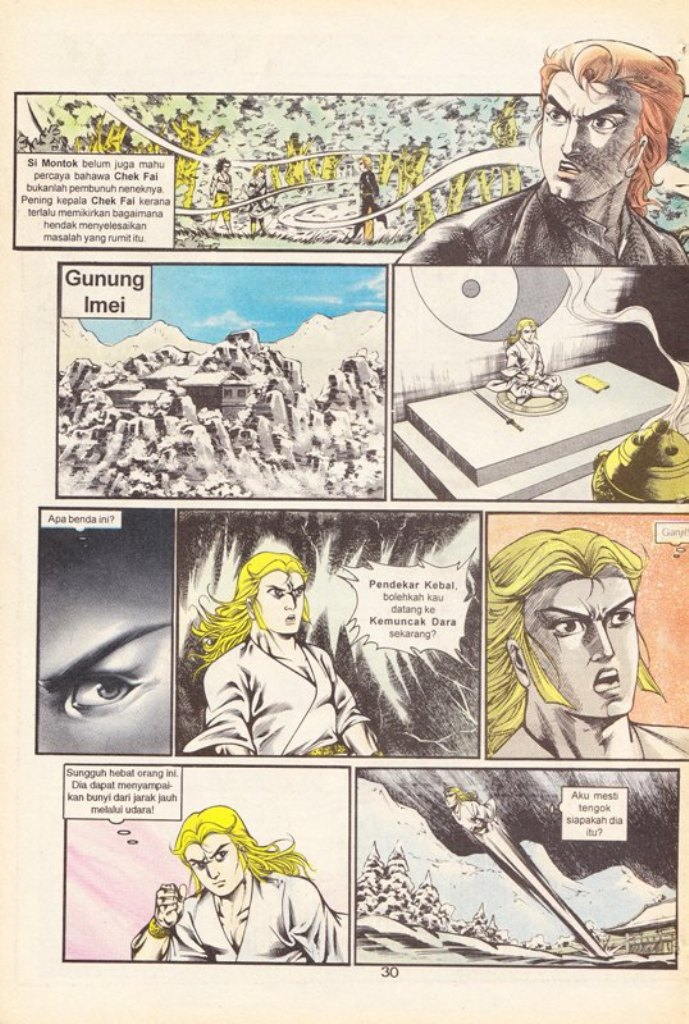 Si Montok belum juga mahu
percaya bahawa Chek Fai
bukanlah pembunuh neneknya.
Pening kepala Chek Fai kerana
terlalu memikirkan bagaimana
hendak menyelesaikan
masalah yang rumit itu.
Gunung
Imei
Apa benda ini?
Pendekar Kebal,
bolehkah kau
datang ke
Kemuncak Dara
sekarang?
Sungguh hebat orang ini.
Dia dapat menyampai-
kan bunyi dari jarak jauh
melalui udara!
Aku mesti
tengok
siapakah dia
itu?
30